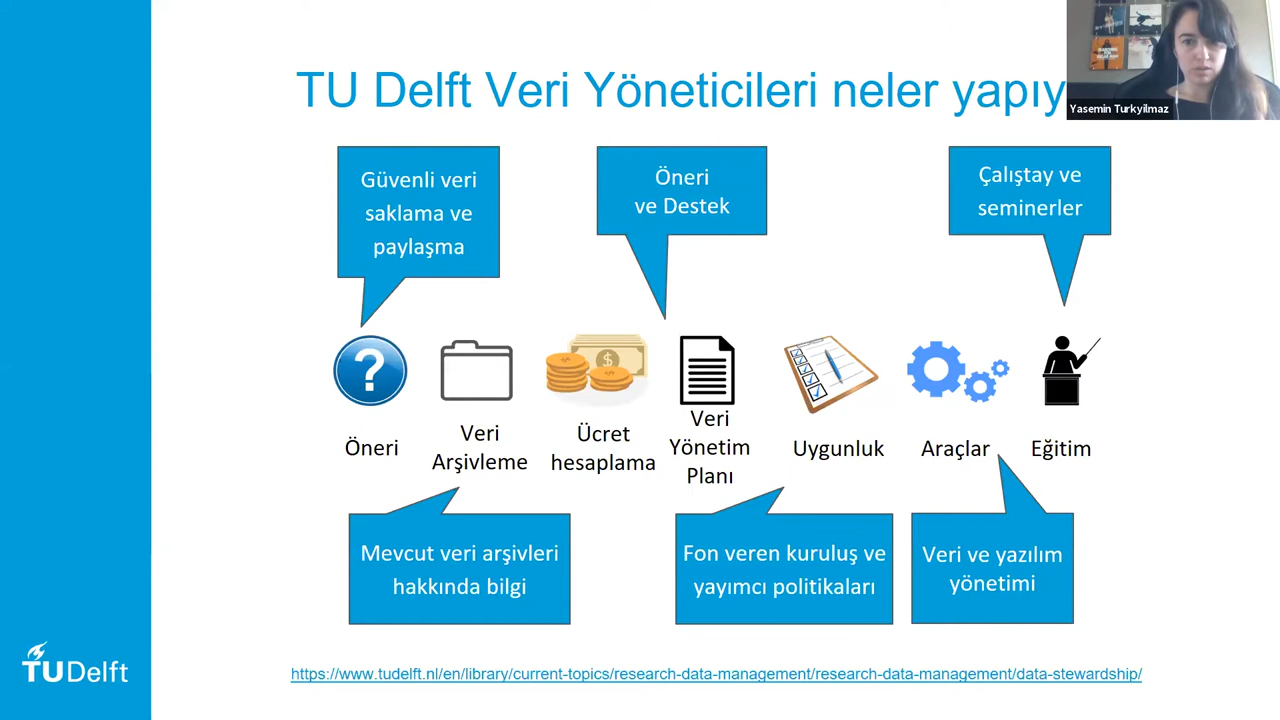 TU Delft Veri Yöneticileri neler yapıy
Yasemin Turkyilmaz
Güvenli veri
saklama ve
paylaşma
Öneri
ve Destek
Çalıştay ve
seminerler
Öneri
Veri
Arşivleme
Ücret
hesaplama
Veri
Yönetim
Planı
Uygunluk
Araçlar
Eğitim
Mevcut veri arşivleri
hakkında bilgi
Fon veren kuruluş ve
yayımcı politikaları
Veri ve yazılım
yönetimi
TUDelft
https://www.tudelft.nl/en/library/current-topics/research-data-management/research-data-management/data-stewardship/